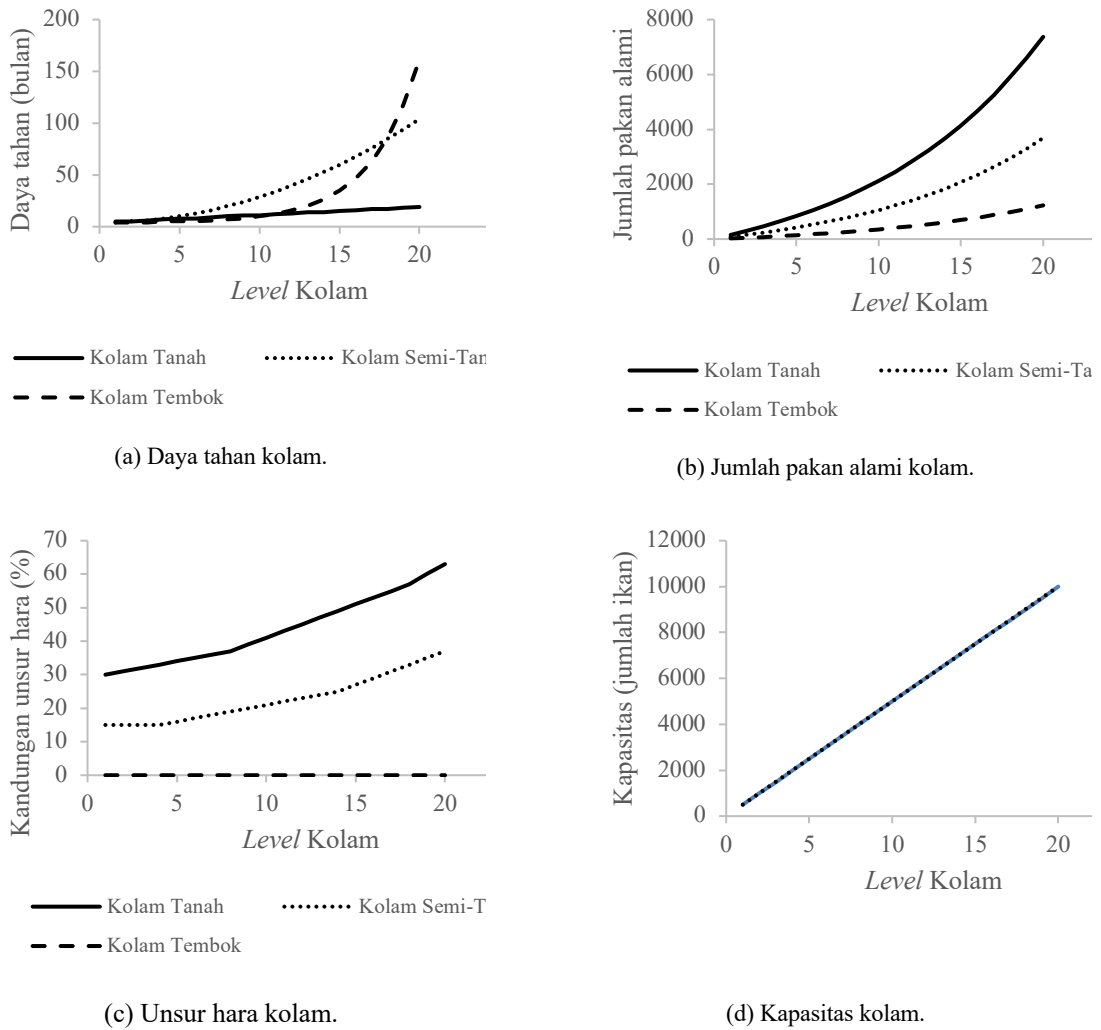 Daya tahan (bulan)
200
150
100
50
0
0 5 10 15 20
Level Kolam
Kolam Tanah Kolam Semi-Tan
Kolam Tembok
(a) Daya tahan kolam.
Jumlah pakan alami
8000
6000
4000
2000
0
0 5 10 15 20
Level Kolam
Kolam Tanah Kolam Semi-Ta
Kolam Tembok
(b) Jumlah pakan alami kolam.
Kandungan unsur hara (%)
70
60
50
40
30
20
10
0
0 5 10 15 20
Level Kolam
Kolam Tanah Kolam Semi-T
Kolam Tembok
(c) Unsur hara kolam.
Kapasitas (jumlah ikan)
12000
10000
8000
6000
4000
2000
0
0 5 10 15 20
Level Kolam
(d) Kapasitas kolam.